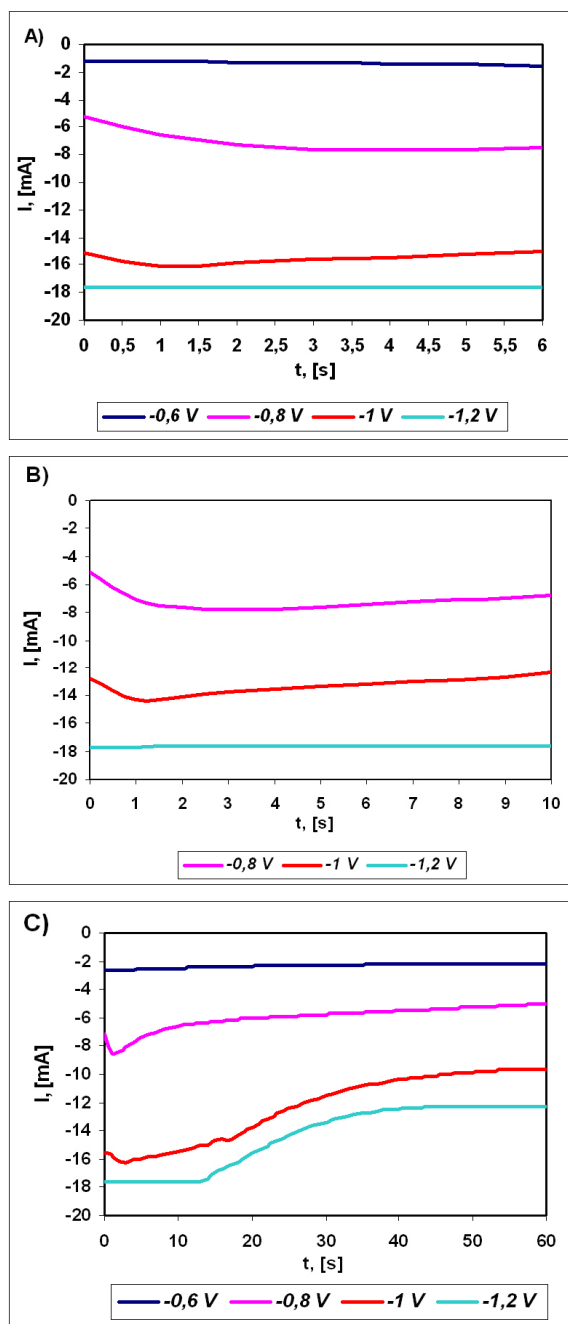 A)
0
-2
-4
-6
-8
-10
-12
-14
-16
-18
-20
I, [mA]
0 0,5 1 1,5 2 2,5 3 3,5 4 4,5 5 5,5 6
t, [s]
-0,6 V -0,8 V -1 V -1,2 V
B)
0
-2
-4
-6
-8
-10
-12
-14
-16
-18
-20
I, [mA]
0 1 2 3 4 5 6 7 8 9 10
t, [s]
-0,8 V -1 V -1,2 V
C)
0
-2
-4
-6
-8
-10
-12
-14
-16
-18
-20
I, [mA]
0 10 20 30 40 50 60
t, [s]
-0,6 V -0,8 V -1 V -1,2 V